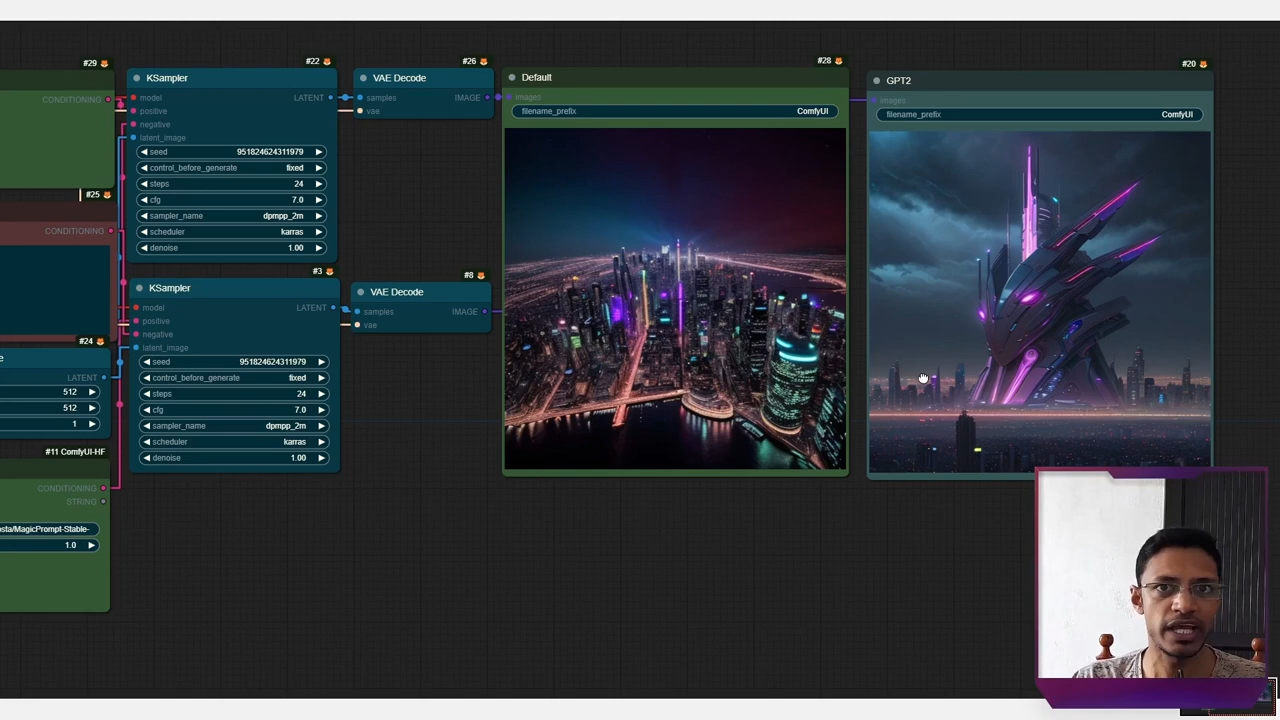 #29
CONDITIONING
#25
CONDITIONING
#24
e
LATENT
512
512
1
#11 ComfyUI-HF
CONDITIONING
STRING
osta/MagicPrompt-Stable-
1.0
#22
KSampler
model
LATENT
positive
negative
latent_image
seed 951824624311979
control_before_generate fixed
steps 24
cfg 7.0
sampler_name dpmpp_2m
scheduler karras
denoise 1.00
#3
KSampler
model
LATENT
positive
negative
latent_image
seed 951824624311979
control_before_generate fixed
steps 24
cfg 7.0
sampler_name dpmpp_2m
scheduler karras
denoise 1.00
#26
VAE Decode
samples IMAGE
vae
#8
VAE Decode
samples IMAGE
vae
#28
Default
images
filename_prefix ComfyUI
#20
GPT2
images
filename_prefix ComfyUI